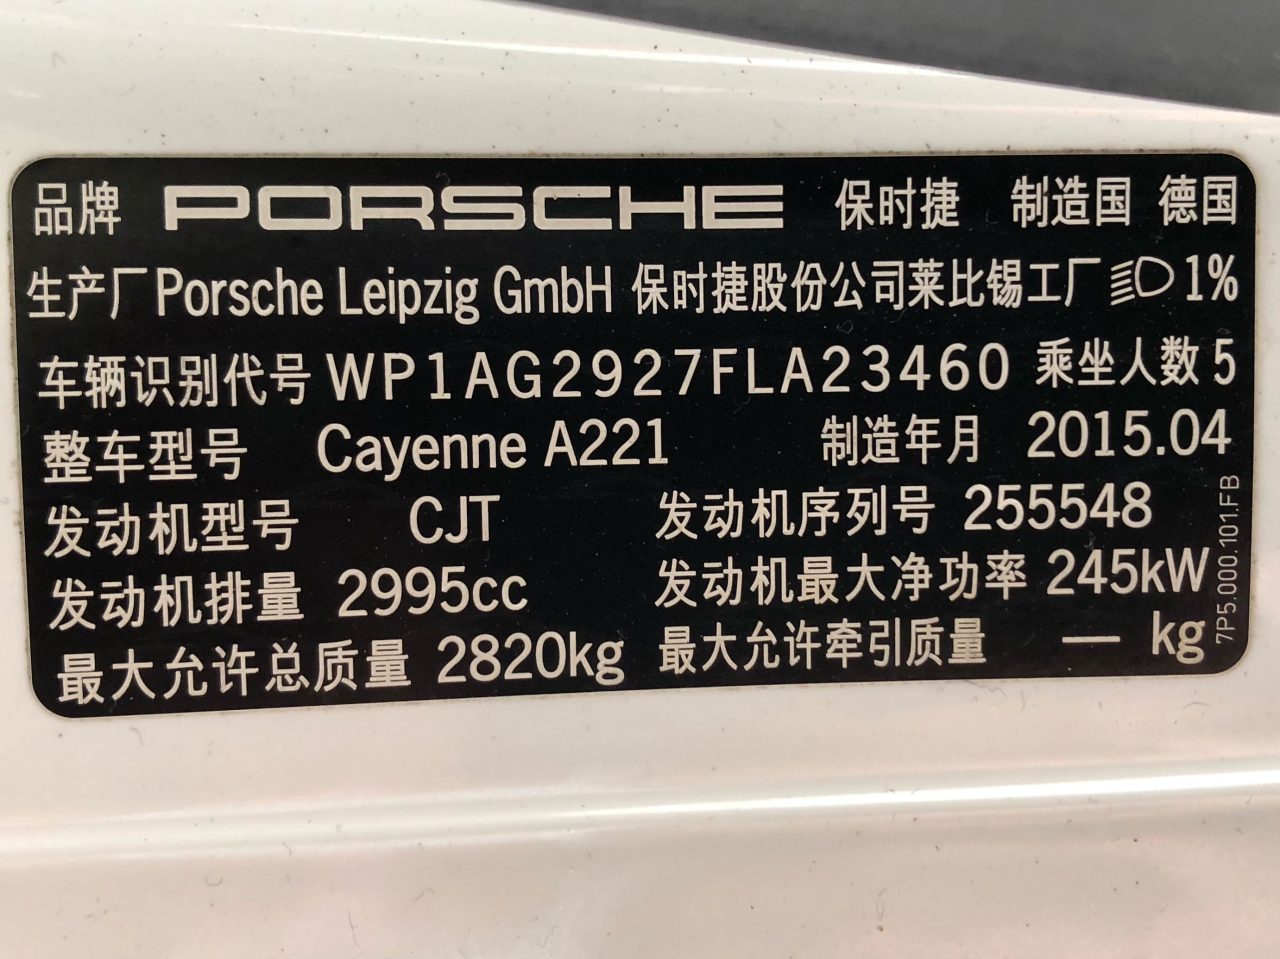 品牌 PORSCHE 保时捷 制造国 德国
生产厂 Porsche Leipzig GmbH 保时捷股份公司莱比锡工厂 1%
车辆识别代号 WP1AG2927FLA23460 乘坐人数 5
整车型号 Cayenne A221 制造年月 2015.04
发动机型号 CJT 发动机序列号 255548
发动机排量 2995cc 发动机最大净功率 245kW
最大允许总质量 2820kg 最大允许牵引质量 — kg
7P5.000.101.FB